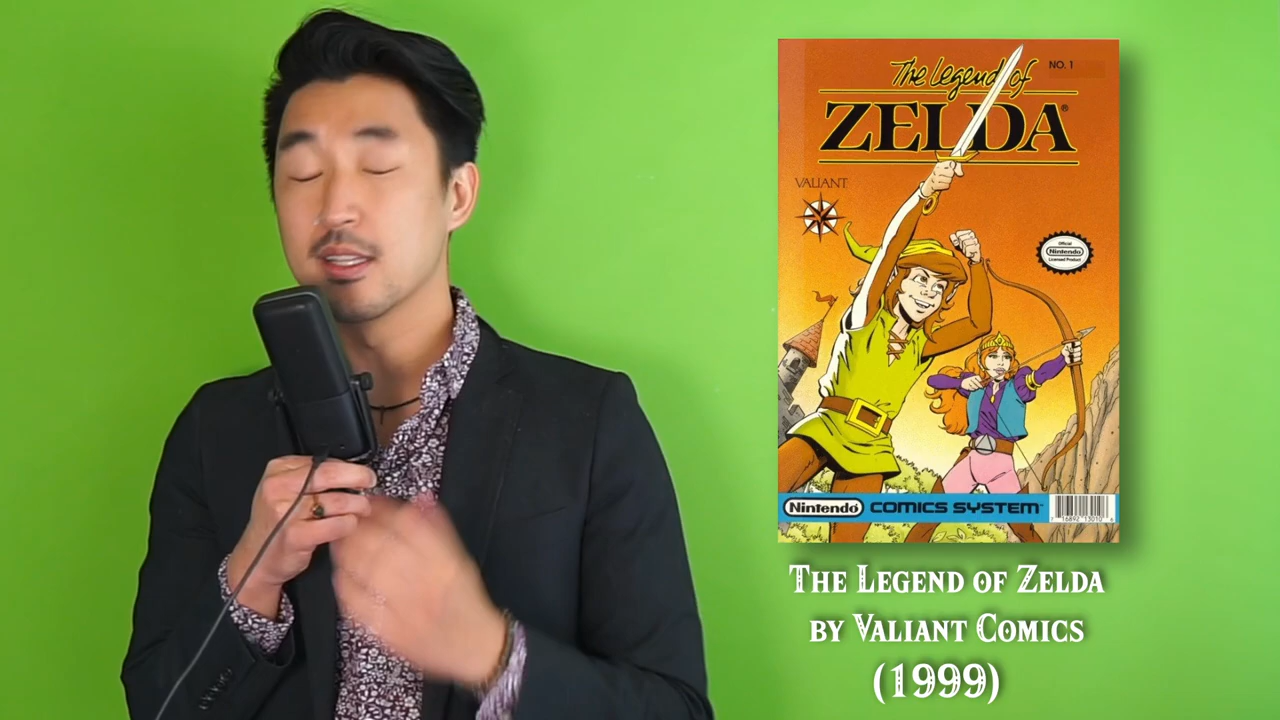 The Legend of
NO. 1
ZELDA®
VALIANT
Official
Nintendo
Licensed Product
Nintendo COMICS SYSTEM™
The Legend of Zelda
by Valiant Comics
(1999)